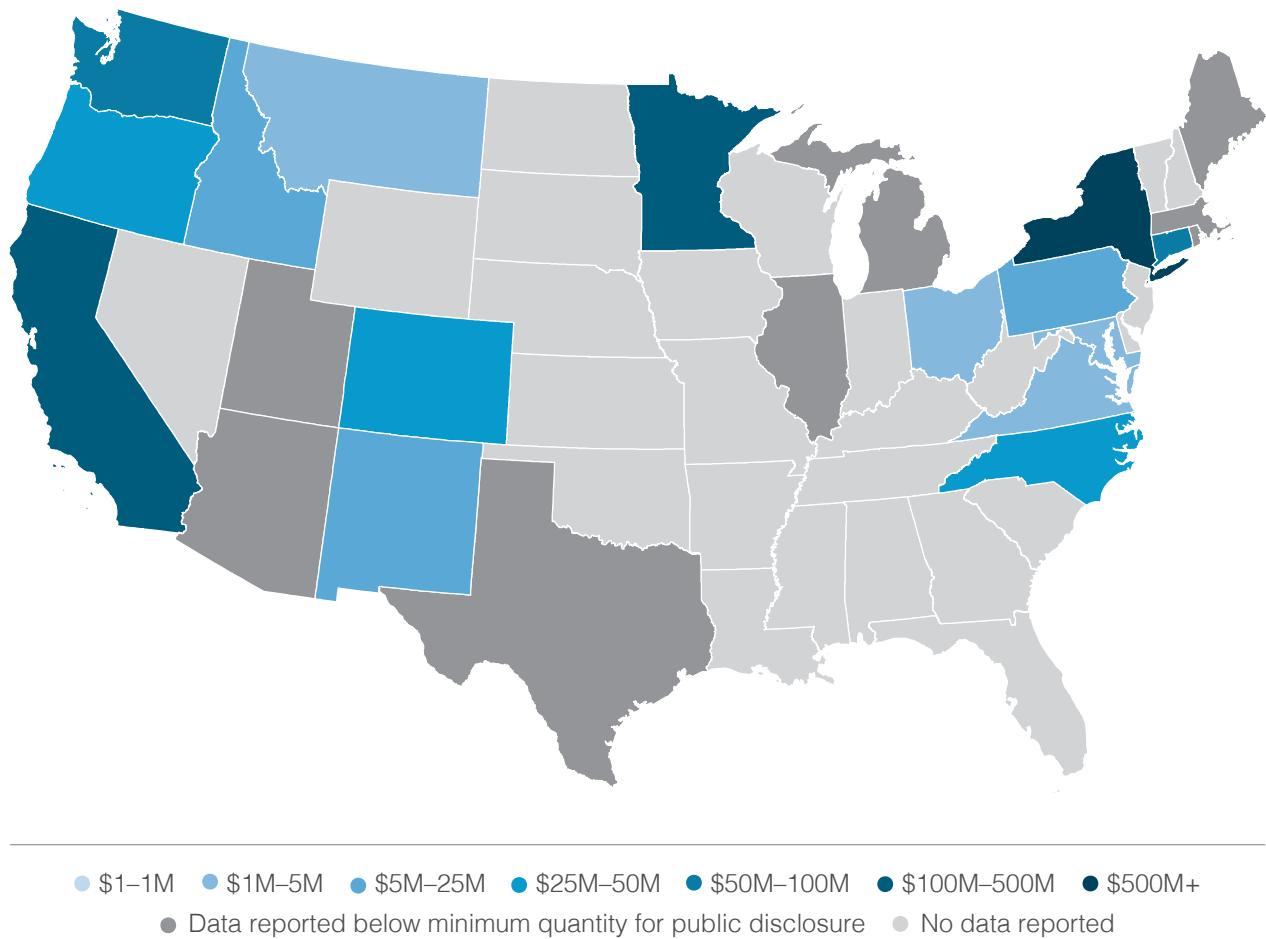 $1–1M $1M–5M $5M–25M $25M–50M $50M–100M $100M–500M $500M+
Data reported below minimum quantity for public disclosure No data reported